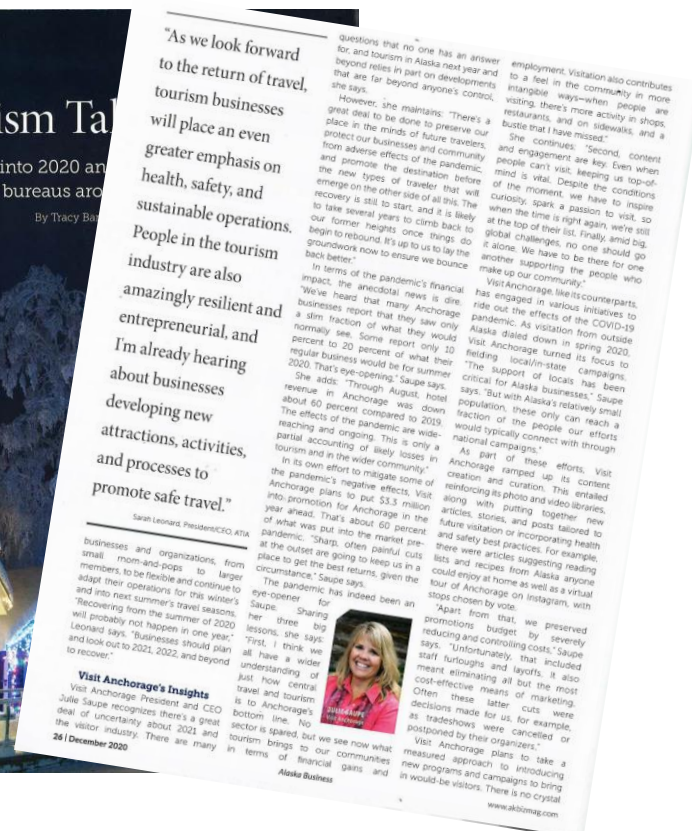 ism Tal
into 2020 an
bureaus aro
By Tracy Bar
"As we look forward
to the return of travel,
tourism businesses
will place an even
greater emphasis on
health, safety, and
sustainable operations.
People in the tourism
industry are also
amazingly resilient and
entrepreneurial, and
I'm already hearing
about businesses
developing new
attractions, activities,
and processes to
promote safe travel."
Sarah Leonard, President/CEO, ATIA
businesses and organizations, from
small mom-and-pops to larger
members, to be flexible and continue to
adapt their operations for this winter's
and into next summer's travel seasons.
"Recovering from the summer of 2020
will probably not happen in one year,"
Leonard says. "Businesses should plan
and look out to 2021, 2022, and beyond
to recover."
Visit Anchorage's Insights
Visit Anchorage President and CEO
Julie Saupe recognizes there's a great
deal of uncertainty about 2021 and
the visitor industry. There are many
questions that no one has an answer
for, and tourism in Alaska next year and
beyond relies in part on developments
that are far beyond anyone's control,
she says.
However, she maintains: "There's a
great deal to be done to preserve our
place in the minds of future travelers,
protect our businesses and community
from adverse effects of the pandemic,
and promote the destination before
the new types of traveler that will
emerge on the other side of all this. The
recovery is still to start, and it is likely
to take several years to climb back to
our former heights once things do
begin to rebound. It's up to us to lay the
groundwork now to ensure we bounce
back better."
In terms of the pandemic's financial
impact, the anecdotal news is dire.
"We've heard that many Anchorage
businesses report that they saw only
a slim fraction of what they would
normally see. Some report only 10
percent to 20 percent of what their
regular business would be for summer
2020. That's eye-opening," Saupe says.
She adds: "Through August, hotel
revenue in Anchorage was down
about 60 percent compared to 2019.
The effects of the pandemic are wide-
reaching and ongoing. This is only a
partial accounting of likely losses in
tourism and in the wider community."
In its own effort to mitigate some of
the pandemic's negative effects, Visit
Anchorage plans to put $3.3 million
into promotion for Anchorage in the
year ahead. That's about 60 percent
of what was put into the market pre-
pandemic. "Sharp, often painful cuts
at the outset are going to keep us in a
place to get the best returns, given the
circumstance," Saupe says.
The pandemic has indeed been an
eye-opener for
Saupe. Sharing
her three big
lessons, she says:
"First, I think we
all have a wider
understanding of
just how central
travel and tourism
is to Anchorage's
bottom line. No
sector is spared, but we see now what
tourism brings to our communities
in terms of financial gains and
JULIE SAUPE
Visit Anchorage
employment. Visitation also contributes
to a feel in the community in more
intangible ways—when people are
visiting, there's more activity in shops,
restaurants, and on sidewalks, and a
bustle that I have missed."
She continues: "Second, content
and engagement are key. Even when
people can't visit, keeping us top-of-
mind is vital. Despite the conditions
of the moment, we have to inspire
curiosity, spark a passion to visit, so
when the time is right again, we're still
at the top of their list. Finally, amid big,
global challenges, no one should go
it alone. We have to be there for one
another supporting the people who
make up our community."
Visit Anchorage, like its counterparts,
has engaged in various initiatives to
ride out the effects of the COVID-19
pandemic. As visitation from outside
Alaska dialed down in spring 2020,
Visit Anchorage turned its focus to
fielding local/in-state campaigns.
"The support of locals has been
critical for Alaska businesses," Saupe
says. "But with Alaska's relatively small
population, these only can reach a
fraction of the people our efforts
would typically connect with through
national campaigns."
As part of these efforts, Visit
Anchorage ramped up its content
creation and curation. This entailed
reinforcing its photo and video libraries,
along with putting together new
articles, stories, and posts tailored to
future visitation or incorporating health
and safety best practices. For example,
there were articles suggesting reading
lists and recipes from Alaska anyone
could enjoy at home as well as a virtual
tour of Anchorage on Instagram, with
stops chosen by vote.
"Apart from that, we preserved
promotions budget by severely
reducing and controlling costs," Saupe
says. "Unfortunately, that included
staff furloughs and layoffs. It also
meant eliminating all but the most
cost-effective means of marketing.
Often these latter cuts were
decisions made for us, for example,
as tradeshows were cancelled or
postponed by their organizers."
Visit Anchorage plans to take a
measured approach to introducing
new programs and campaigns to bring
in would-be visitors. There is no crystal
26 | December 2020
Alaska Business
www.akbizmag.com